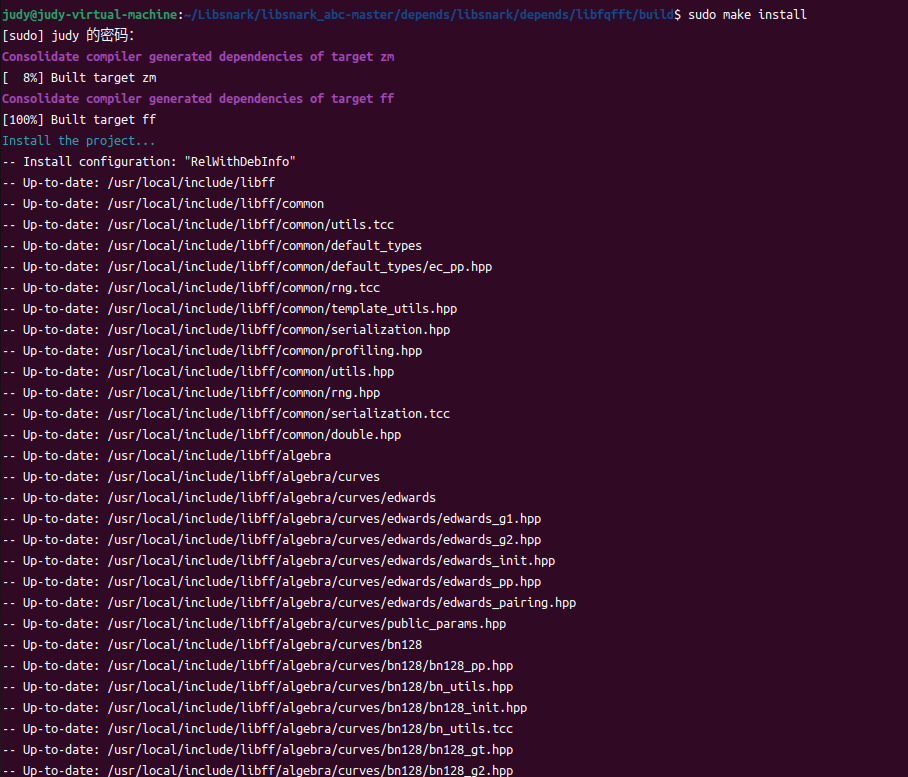 judy@judy-virtual-machine:~/Libsnark/libsnark_abc-master/depends/libsnark/depends/libfqfft/build$ sudo make install
[sudo] judy 的密码：
Consolidate compiler generated dependencies of target zm
[  8%] Built target zm
Consolidate compiler generated dependencies of target ff
[100%] Built target ff
Install the project...
-- Install configuration: "RelWithDebInfo"
-- Up-to-date: /usr/local/include/libff
-- Up-to-date: /usr/local/include/libff/common
-- Up-to-date: /usr/local/include/libff/common/utils.tcc
-- Up-to-date: /usr/local/include/libff/common/default_types
-- Up-to-date: /usr/local/include/libff/common/default_types/ec_pp.hpp
-- Up-to-date: /usr/local/include/libff/common/rng.tcc
-- Up-to-date: /usr/local/include/libff/common/template_utils.hpp
-- Up-to-date: /usr/local/include/libff/common/serialization.hpp
-- Up-to-date: /usr/local/include/libff/common/profiling.hpp
-- Up-to-date: /usr/local/include/libff/common/utils.hpp
-- Up-to-date: /usr/local/include/libff/common/rng.hpp
-- Up-to-date: /usr/local/include/libff/common/serialization.tcc
-- Up-to-date: /usr/local/include/libff/common/double.hpp
-- Up-to-date: /usr/local/include/libff/algebra
-- Up-to-date: /usr/local/include/libff/algebra/curves
-- Up-to-date: /usr/local/include/libff/algebra/curves/edwards
-- Up-to-date: /usr/local/include/libff/algebra/curves/edwards/edwards_g1.hpp
-- Up-to-date: /usr/local/include/libff/algebra/curves/edwards/edwards_g2.hpp
-- Up-to-date: /usr/local/include/libff/algebra/curves/edwards/edwards_init.hpp
-- Up-to-date: /usr/local/include/libff/algebra/curves/edwards/edwards_pp.hpp
-- Up-to-date: /usr/local/include/libff/algebra/curves/edwards/edwards_pairing.hpp
-- Up-to-date: /usr/local/include/libff/algebra/curves/public_params.hpp
-- Up-to-date: /usr/local/include/libff/algebra/curves/bn128
-- Up-to-date: /usr/local/include/libff/algebra/curves/bn128/bn128_pp.hpp
-- Up-to-date: /usr/local/include/libff/algebra/curves/bn128/bn_utils.hpp
-- Up-to-date: /usr/local/include/libff/algebra/curves/bn128/bn128_init.hpp
-- Up-to-date: /usr/local/include/libff/algebra/curves/bn128/bn_utils.tcc
-- Up-to-date: /usr/local/include/libff/algebra/curves/bn128/bn128_gt.hpp
-- Up-to-date: /usr/local/include/libff/algebra/curves/bn128/bn128_g2.hpp